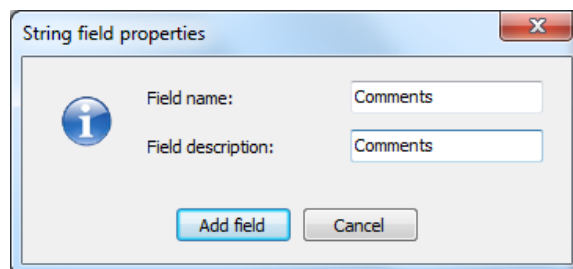 String field properties
Field name: Comments
Field description: Comments
Add field Cancel